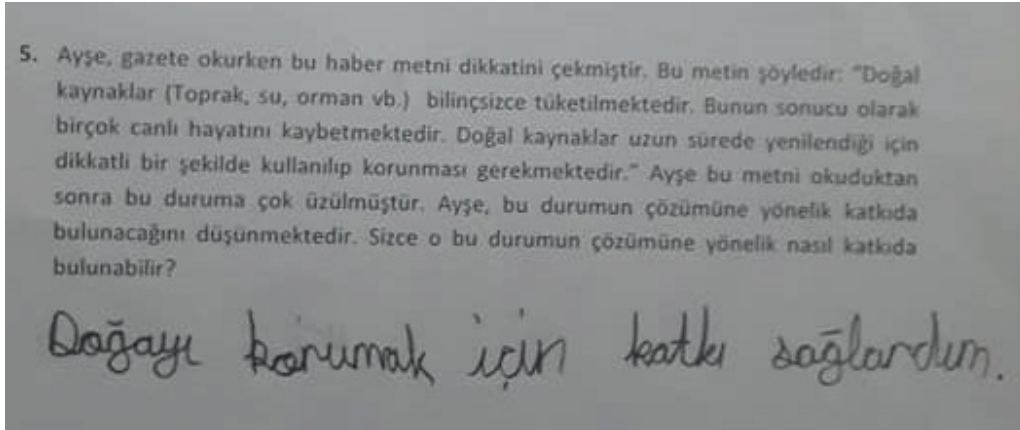 5. Ayşe, gazete okurken bu haber metni dikkatini çekmiştir. Bu metin şöyledir: "Doğal
kaynaklar (Toprak, su, orman vb.) bilinçsizce tüketilmektedir. Bunun sonucu olarak
birçok canlı hayatını kaybetmektedir. Doğal kaynaklar uzun sürede yenilendiği için
dikkatli bir şekilde kullanılıp korunması gerekmektedir." Ayşe bu metni okuduktan
sonra bu duruma çok üzülmüştür. Ayşe, bu durumun çözümüne yönelik katkıda
bulunacağını düşünmektedir. Sizce o bu durumun çözümüne yönelik nasıl katkıda
bulunabilir?
Doğayı korumak için katkı sağlardım.